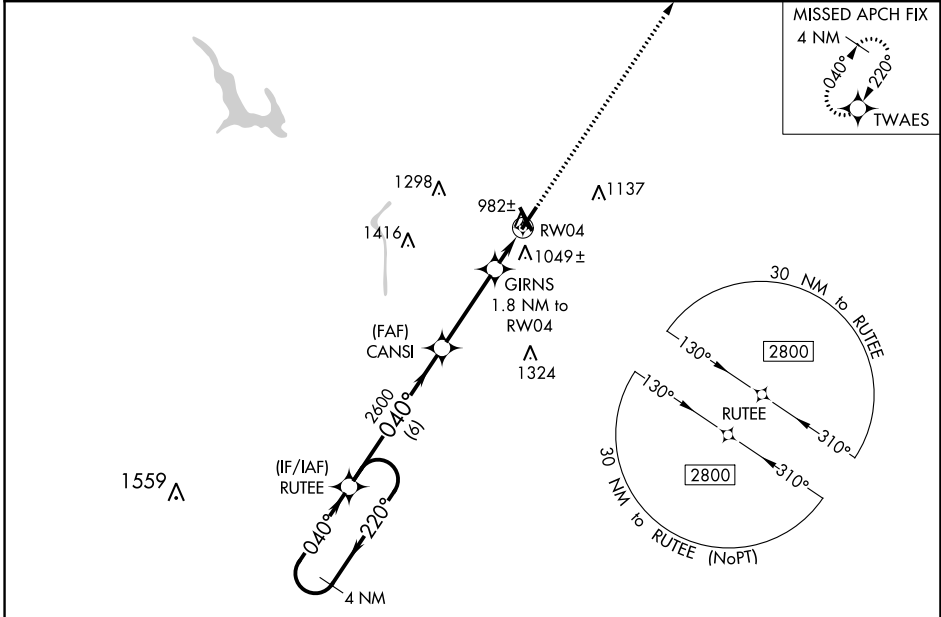 MISSED APCH FIX
4 NM
040°
220°
TWAES
1298
982±
1137
RW04
1416
1049±
GIRNS
1.8 NM to
RW04
(FAF)
CANSI
1324
2600
040°
(6)
(IF/IAF)
RUTEE
1559
040°
220°
4 NM
30 NM to RUTEE
2800
130°
310°
RUTEE
130°
310°
2800
30 NM to RUTEE (NoPT)